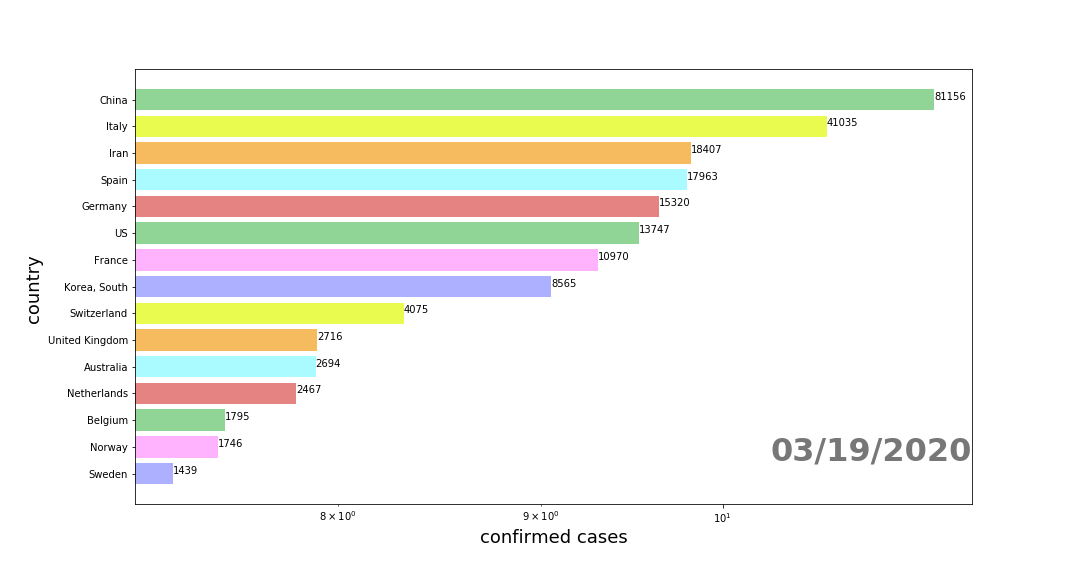 China 81156
Italy 41035
Iran 18407
Spain 17963
Germany 15320
US 13747
France 10970
Korea, South 8565
Switzerland 4075
United Kingdom 2716
Australia 2694
Netherlands 2467
Belgium 1795
Norway 1746
Sweden 1439
03/19/2020
country
8 × 10⁰ 9 × 10⁰ 10¹
confirmed cases